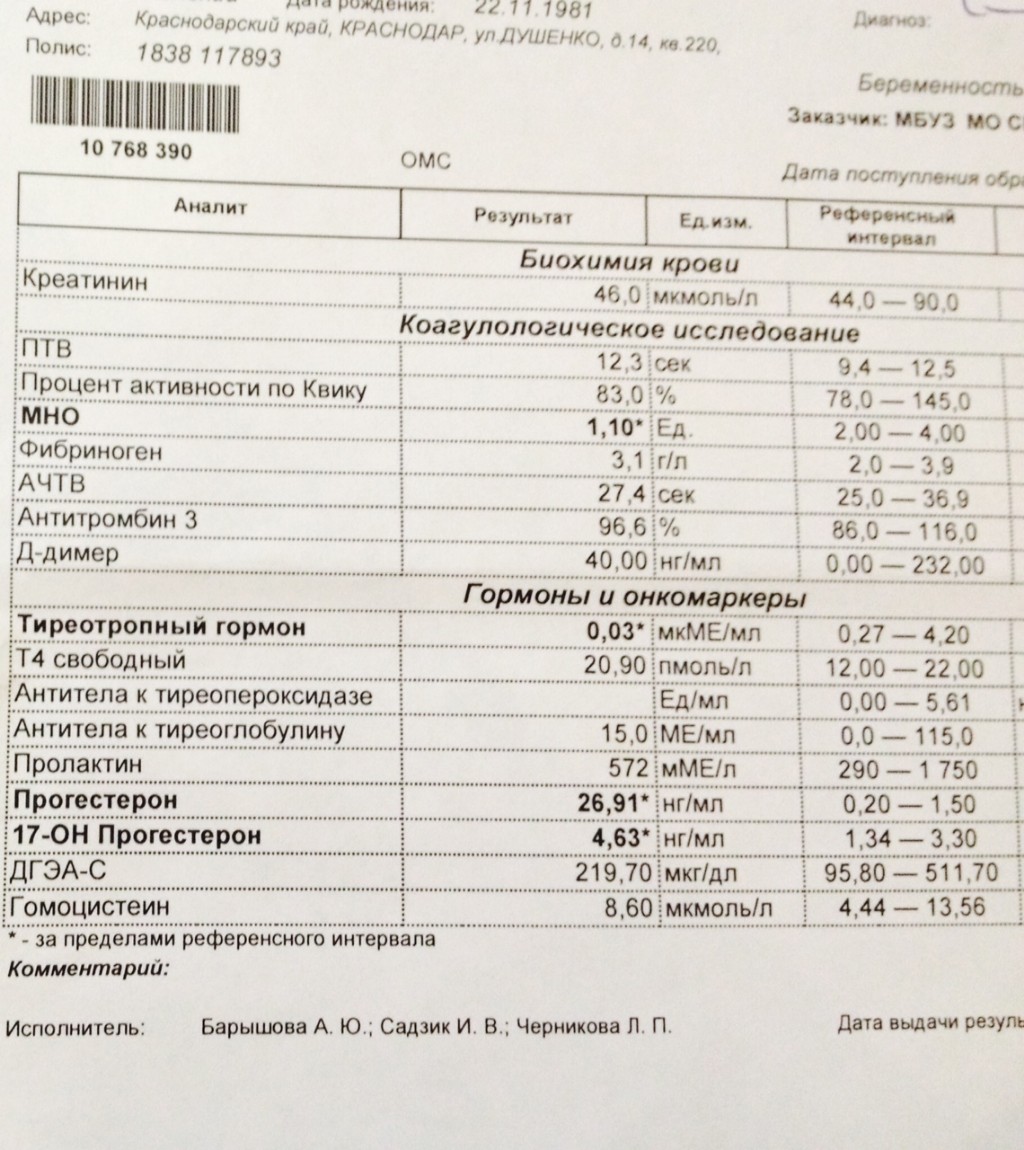 Дата рождения: 22.11.1981
Адрес: Краснодарский край, КРАСНОДАР, ул.ДУШЕНКО, д.14, кв.220,
Диагноз:
Полис: 1838 117893
Беременность
Заказчик: МБУЗ МО
10 768 390
ОМС
Дата поступления
Аналит Результат Ед.изм. Референсный
интервал
Биохимия крови
Креатинин 46,0 мкмоль/л 44,0 — 90,0
Коагулологическое исследование
ПТВ 12,3 сек 9,4 — 12,5
Процент активности по Квику 83,0 % 78,0 — 145,0
МНО 1,10* Ед. 2,00 — 4,00
Фибриноген 3,1 г/л 2,0 — 3,9
АЧТВ 27,4 сек 25,0 — 36,9
Антитромбин 3 96,6 % 86,0 — 116,0
Д-димер 40,00 нг/мл 0,00 — 232,00
Гормоны и онкомаркеры
Тиреотропный гормон 0,03* мкМЕ/мл 0,27 — 4,20
Т4 свободный 20,90 пмоль/л 12,00 — 22,00
Антитела к тиреопероксидазе Ед/мл 0,00 — 5,61
Антитела к тиреоглобулину 15,0 МЕ/мл 0,0 — 115,0
Пролактин 572 мМЕ/л 290 — 1 750
Прогестерон 26,91* нг/мл 0,20 — 1,50
17-ОН Прогестерон 4,63* нг/мл 1,34 — 3,30
ДГЭА-С 219,70 мкг/дл 95,80 — 511,70
Гомоцистеин 8,60 мкмоль/л 4,44 — 13,56
* - за пределами референсного интервала
Комментарий:
Исполнитель: Барышова А. Ю.; Садзик И. В.; Черникова Л. П. Дата выдачи